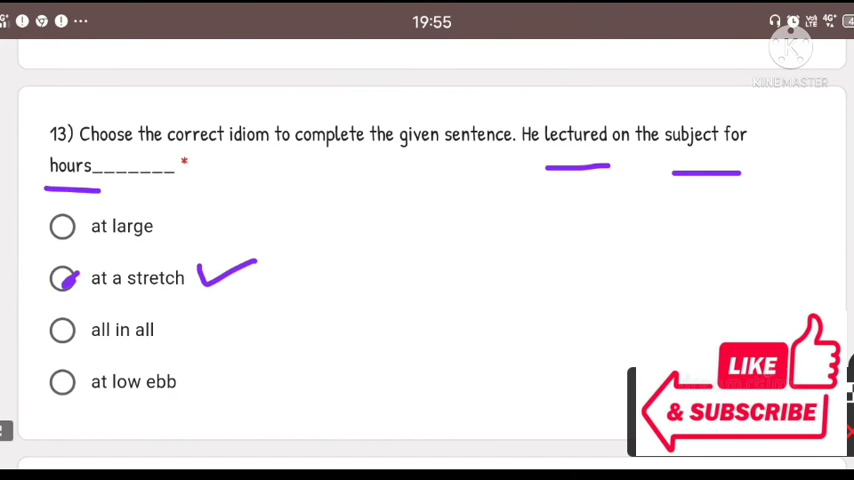 19:55
4G
KINEMASTER
13) Choose the correct idiom to complete the given sentence. He lectured on the subject for
hours_______ *
at large
at a stretch
all in all
at low ebb
LIKE
& SUBSCRIBE